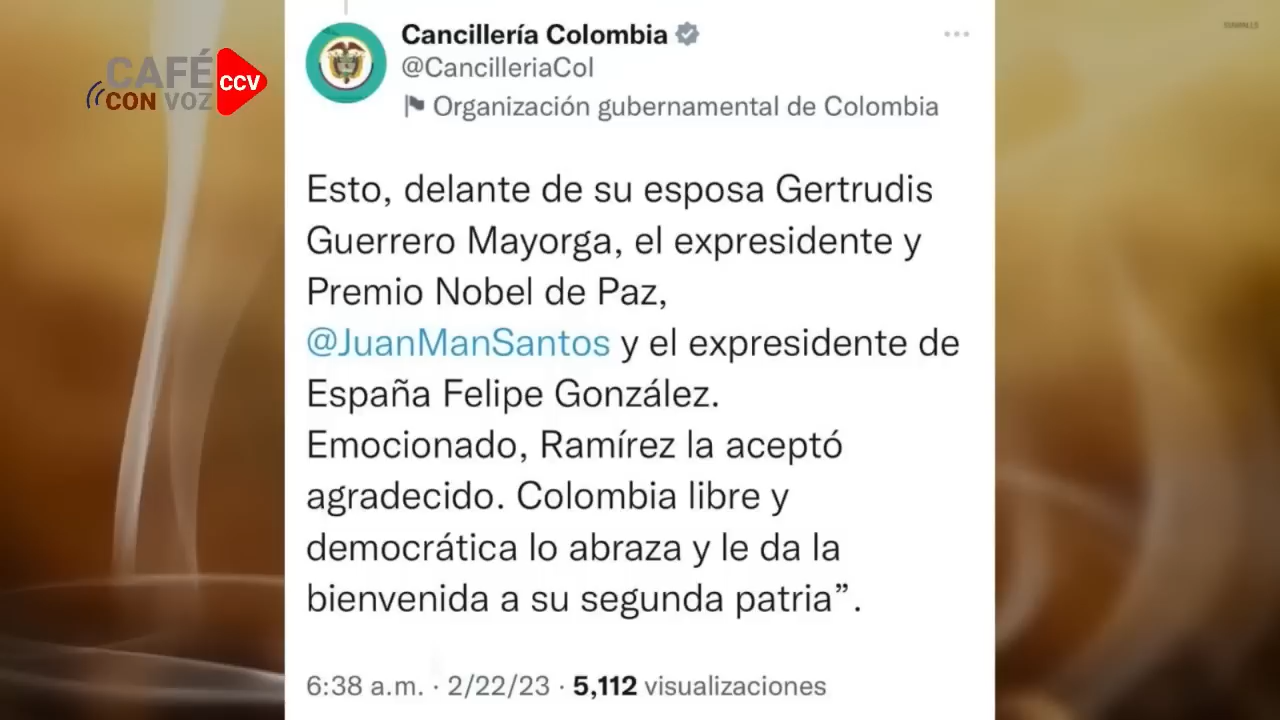 CAFÉ
CON VOZ
CCV
Cancillería Colombia
@CancilleriaCol
Organización gubernamental de Colombia
Esto, delante de su esposa Gertrudis
Guerrero Mayorga, el expresidente y
Premio Nobel de Paz,
@JuanManSantos y el expresidente de
España Felipe González.
Emocionado, Ramírez la aceptó
agradecido. Colombia libre y
democrática lo abraza y le da la
bienvenida a su segunda patria”.
6:38 a.m. · 2/22/23 · 5,112 visualizaciones